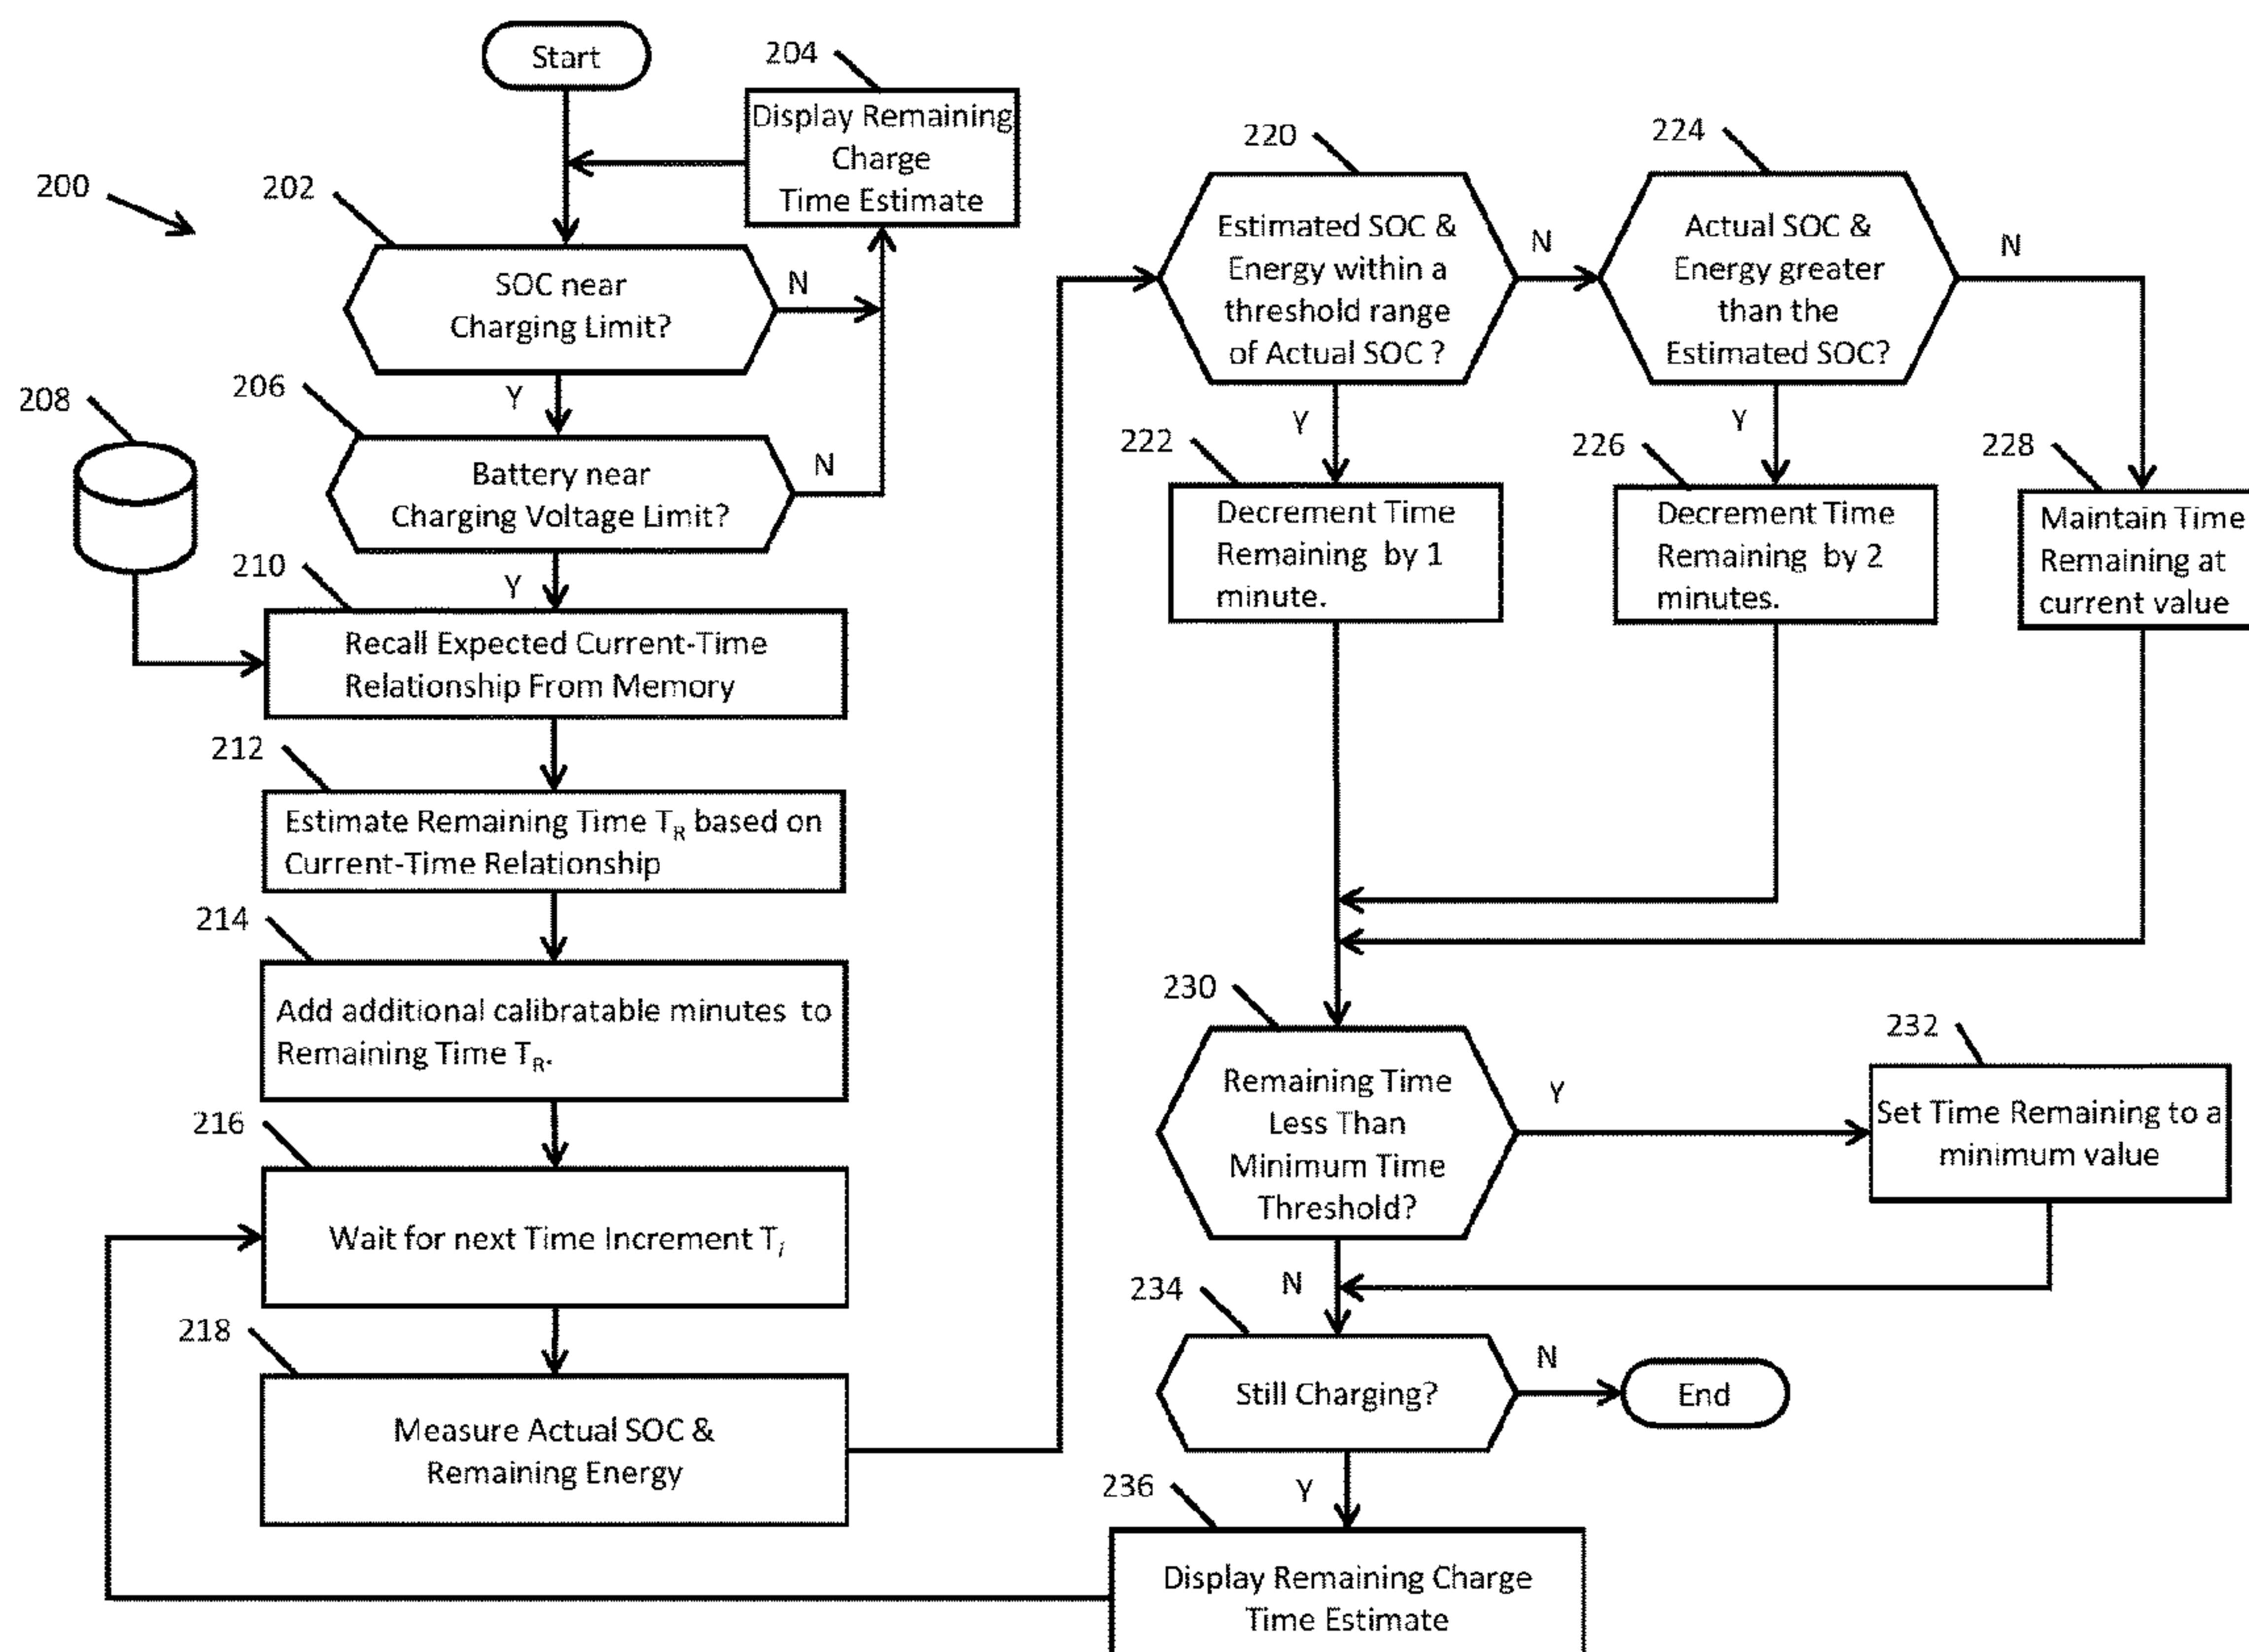 Start
204
Display Remaining
Charge
Time Estimate
200
202
SOC near
Charging Limit?
N
Y
206
208
Battery near
Charging Voltage Limit?
N
Y
210
Recall Expected Current-Time
Relationship From Memory
212
Estimate Remaining Time TR based on
Current-Time Relationship
214
Add additional calibratable minutes to
Remaining Time TR.
216
Wait for next Time Increment Ti
218
Measure Actual SOC &
Remaining Energy
220
Estimated SOC &
Energy within a
threshold range
of Actual SOC ?
N
Y
224
Actual SOC &
Energy greater
than the
Estimated SOC?
N
Y
222
Decrement Time
Remaining by 1
minute.
226
Decrement Time
Remaining by 2
minutes.
228
Maintain Time
Remaining at
current value
230
Remaining Time
Less Than
Minimum Time
Threshold?
Y
N
232
Set Time Remaining to a
minimum value
234
Still Charging?
N
End
Y
236
Display Remaining Charge
Time Estimate